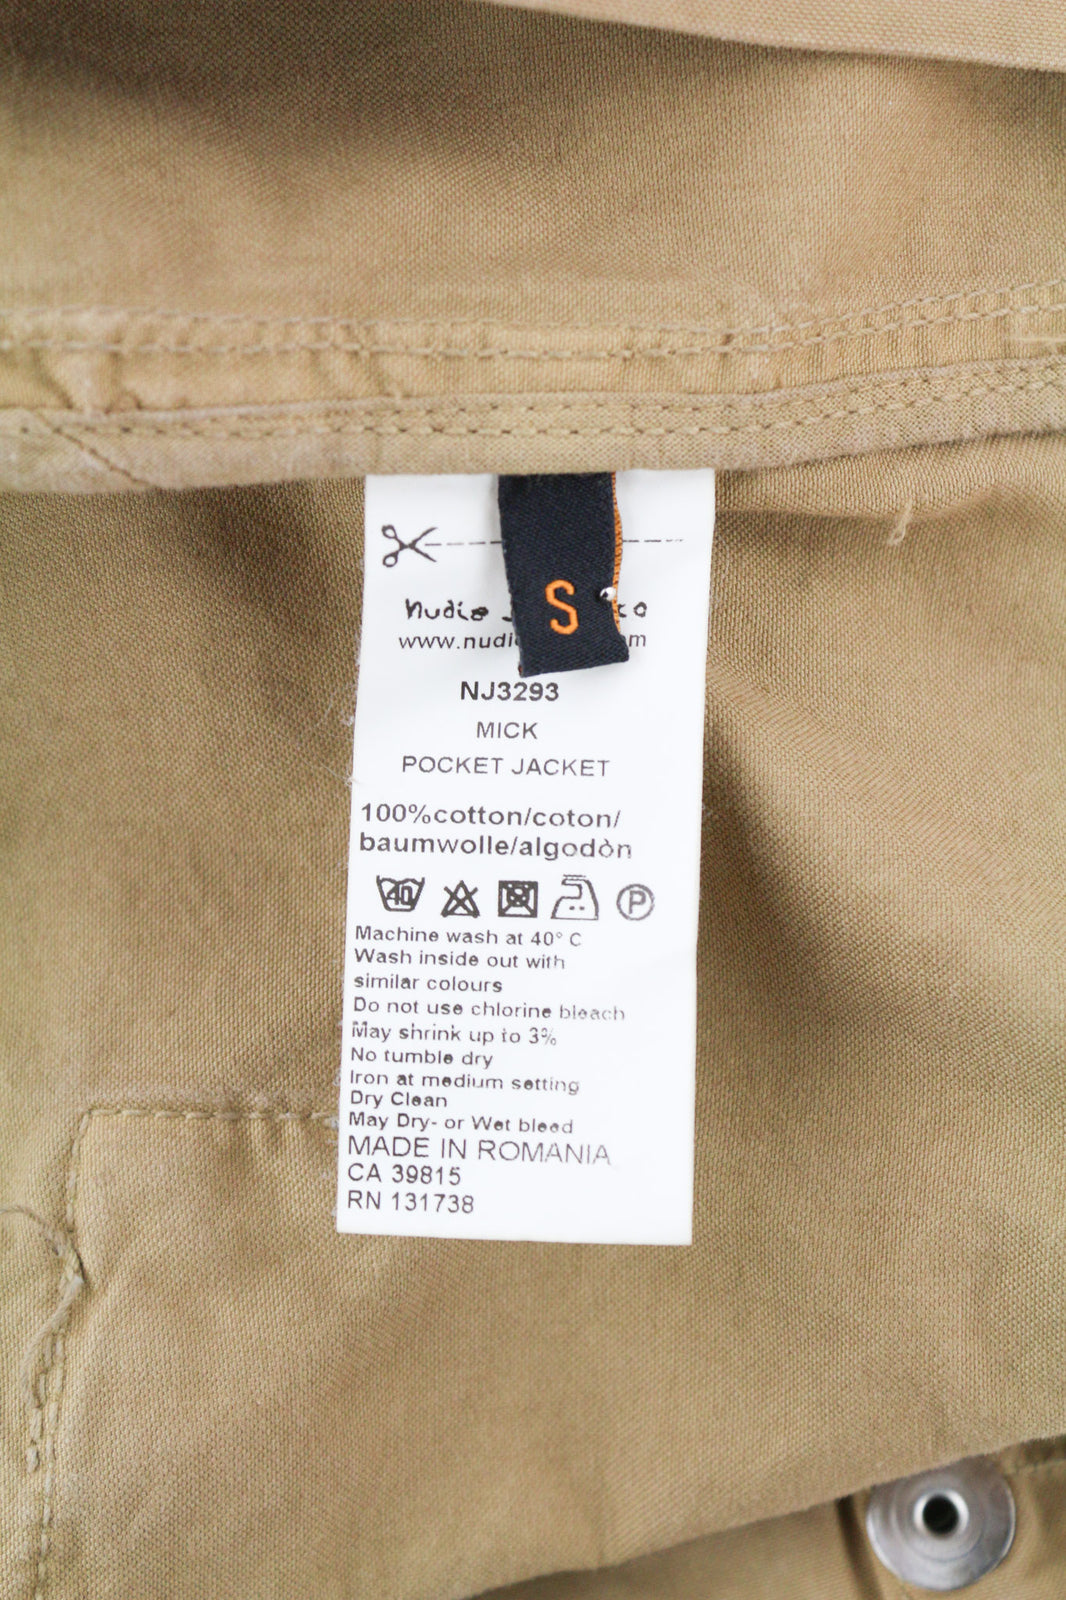 S
nudie
NJ3293
MICK
POCKET JACKET
100%cotton/coton/
baumwolle/algodòn
40 P
Machine wash at 40° C
Wash inside out with
similar colours
Do not use chlorine bleach
May shrink up to 3%
No tumble dry
Iron at medium setting
Dry Clean
May Dry- or Wet bleed
MADE IN ROMANIA
CA 39815
RN 131738